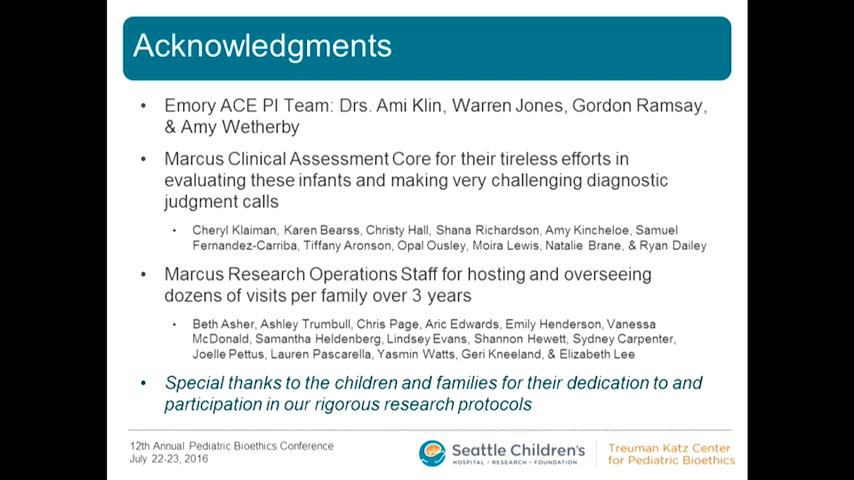 Acknowledgments
• Emory ACE PI Team: Drs. Ami Klin, Warren Jones, Gordon Ramsay,
& Amy Wetherby
• Marcus Clinical Assessment Core for their tireless efforts in
evaluating these infants and making very challenging diagnostic
judgment calls
• Cheryl Klaiman, Karen Bearss, Christy Hall, Shana Richardson, Amy Kincheloe, Samuel
Fernandez-Carriba, Tiffany Aronson, Opal Ousley, Moira Lewis, Natalie Brane, & Ryan Dailey
• Marcus Research Operations Staff for hosting and overseeing
dozens of visits per family over 3 years
• Beth Asher, Ashley Trumbull, Chris Page, Aric Edwards, Emily Henderson, Vanessa
McDonald, Samantha Heldenberg, Lindsey Evans, Shannon Hewett, Sydney Carpenter,
Joelle Pettus, Lauren Pascarella, Yasmin Watts, Geri Kneeland, & Elizabeth Lee
• Special thanks to the children and families for their dedication to and
participation in our rigorous research protocols
12th Annual Pediatric Bioethics Conference
July 22-23, 2016
Seattle Children's
HOSPITAL • RESEARCH • FOUNDATION
Treuman Katz Center
for Pediatric Bioethics